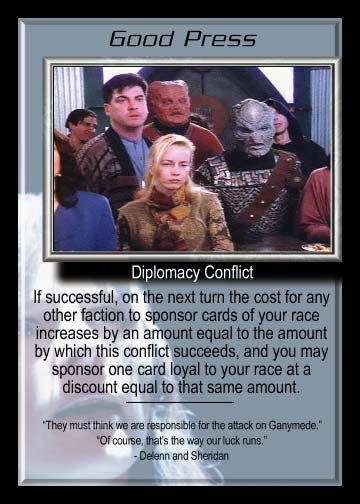 Good Press
Diplomacy Conflict
If successful, on the next turn the cost for any
other faction to sponsor cards of your race
increases by an amount equal to the amount
by which this conflict succeeds, and you may
sponsor one card loyal to your race at a
discount equal to that same amount.
“They must think we are responsible for the attack on Ganymede.”
“Of course, that’s the way our luck runs.”
- Delenn and Sheridan